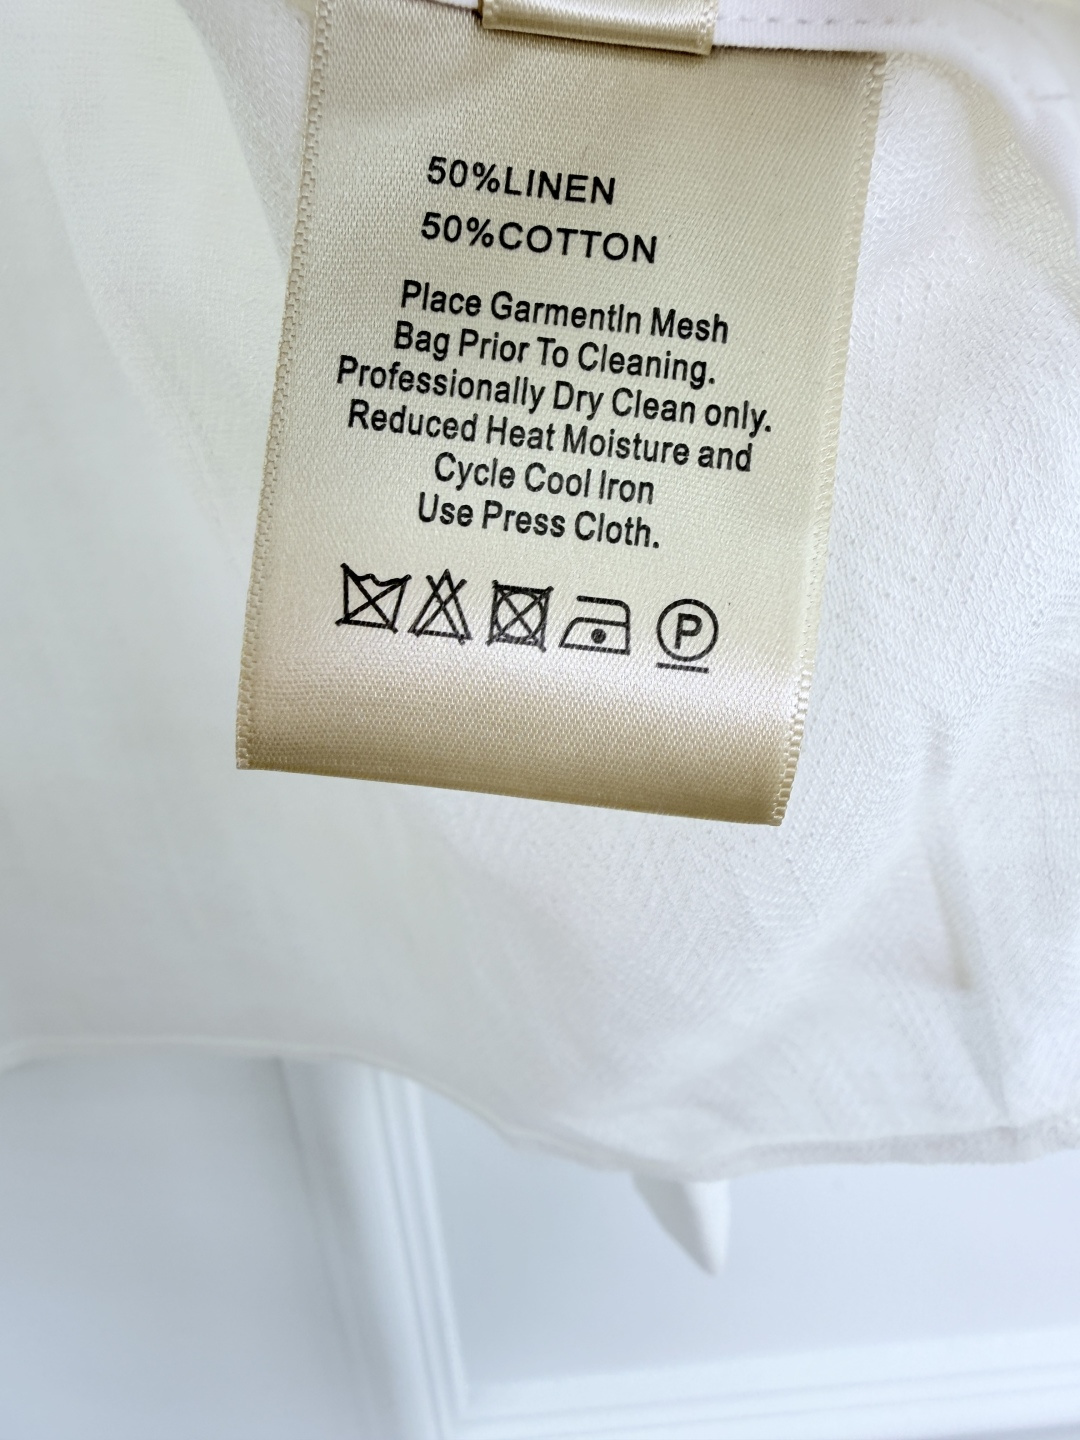 50%LINEN
50%COTTON
Place GarmentIn Mesh
Bag Prior To Cleaning.
Professionally Dry Clean only.
Reduced Heat Moisture and
Cycle Cool Iron
Use Press Cloth.
P